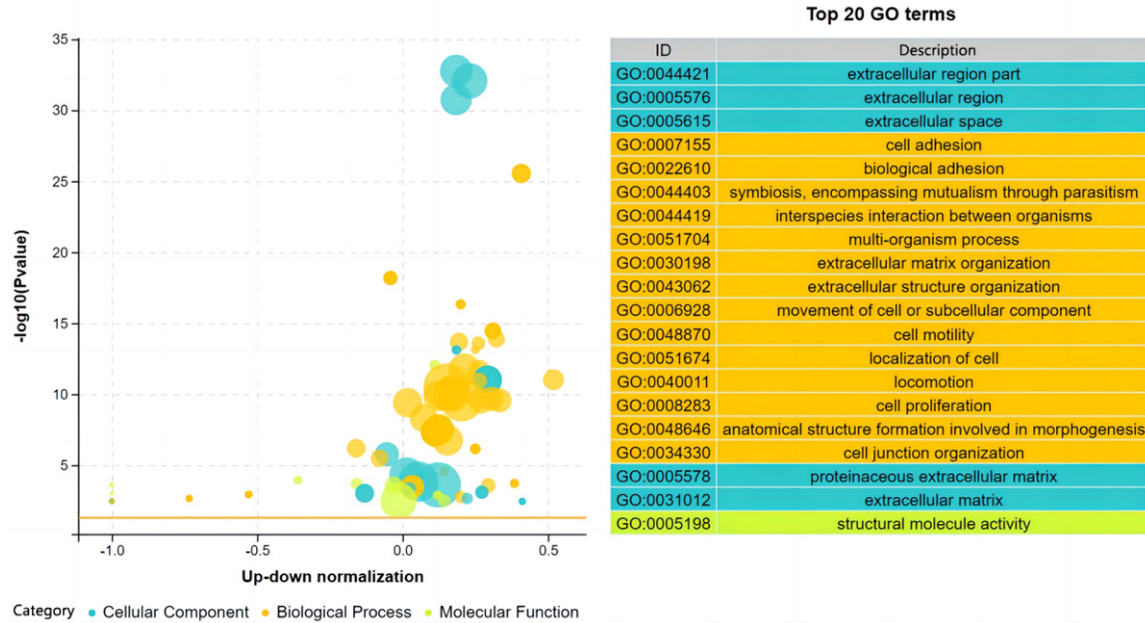 Top 20 GO terms
ID Description
GO:0044421 extracellular region part
GO:0005576 extracellular region
GO:0005615 extracellular space
GO:0007155 cell adhesion
GO:0022610 biological adhesion
GO:0044403 symbiosis, encompassing mutualism through parasitism
GO:0044419 interspecies interaction between organisms
GO:0051704 multi-organism process
GO:0030198 extracellular matrix organization
GO:0043062 extracellular structure organization
GO:0006928 movement of cell or subcellular component
GO:0048870 cell motility
GO:0051674 localization of cell
GO:0040011 locomotion
GO:0008283 cell proliferation
GO:0048646 anatomical structure formation involved in morphogenesis
GO:0034330 cell junction organization
GO:0005578 proteinaceous extracellular matrix
GO:0031012 extracellular matrix
GO:0005198 structural molecule activity
-log10(Pvalue)
35
30
25
20
15
10
5
-1.0 -0.5 0.0 0.5
Up-down normalization
Category Cellular Component Biological Process Molecular Function